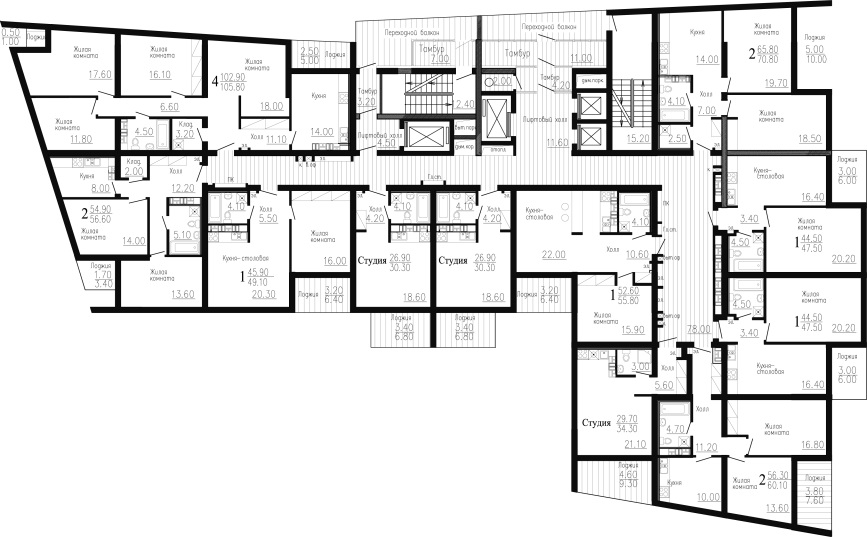 0.50
1.00
Лоджия
Жилая
комната
17.60
Жилая
комната
16.10
4
102.90
105.80
Жилая
комната
18.00
2.50
5.00
Лоджия
Кухня
14.00
6.60
Жилая
комната
11.80
4.50
Клад.
3.20
Холл
11.10
Переходной балкон
Тамбур
7.00
Тамбур
3.20
12.40
Лифтовый холл
4.50
Переходной балкон
Тамбур
11.00
2.00
Тамбур
4.20
Лифтовый холл
11.60
15.20
Кухня
14.00
4.10
2.50
Холл
7.00
2
65.80
70.80
19.70
Лоджия
5.00
10.00
Жилая
комната
18.50
Кухня
8.00
Клад.
2.00
Холл
12.20
2
54.90
56.60
Жилая
комната
14.00
5.10
Лоджия
1.70
3.40
Жилая
комната
13.60
ПК
4.10
Холл
5.50
Кухня-столовая
1
45.90
49.10
20.30
Жилая
комната
16.00
Лоджия
3.20
6.40
4.10
Холл
4.20
Студия
26.90
30.30
18.60
Лоджия
3.40
6.80
4.10
Холл
4.20
Студия
26.90
30.30
18.60
Лоджия
3.40
6.80
Кухня-
столовая
22.00
4.10
Холл
10.60
Лоджия
3.20
6.40
1
52.60
55.80
Жилая
комната
15.90
ПК
78.00
Кухня-
столовая
16.40
Лоджия
3.00
6.00
3.40
4.50
Жилая
комната
1
44.50
47.50
20.20
4.50
3.40
Жилая
комната
1
44.50
47.50
20.20
Кухня-
столовая
16.40
Лоджия
3.00
6.00
3.00
Холл
5.60
Студия
29.70
34.30
21.10
Лоджия
4.60
9.30
4.70
Холл
11.20
Жилая
комната
16.80
Кухня
10.00
Жилая
комната
2
56.30
60.10
13.60
Лоджия
3.80
7.60